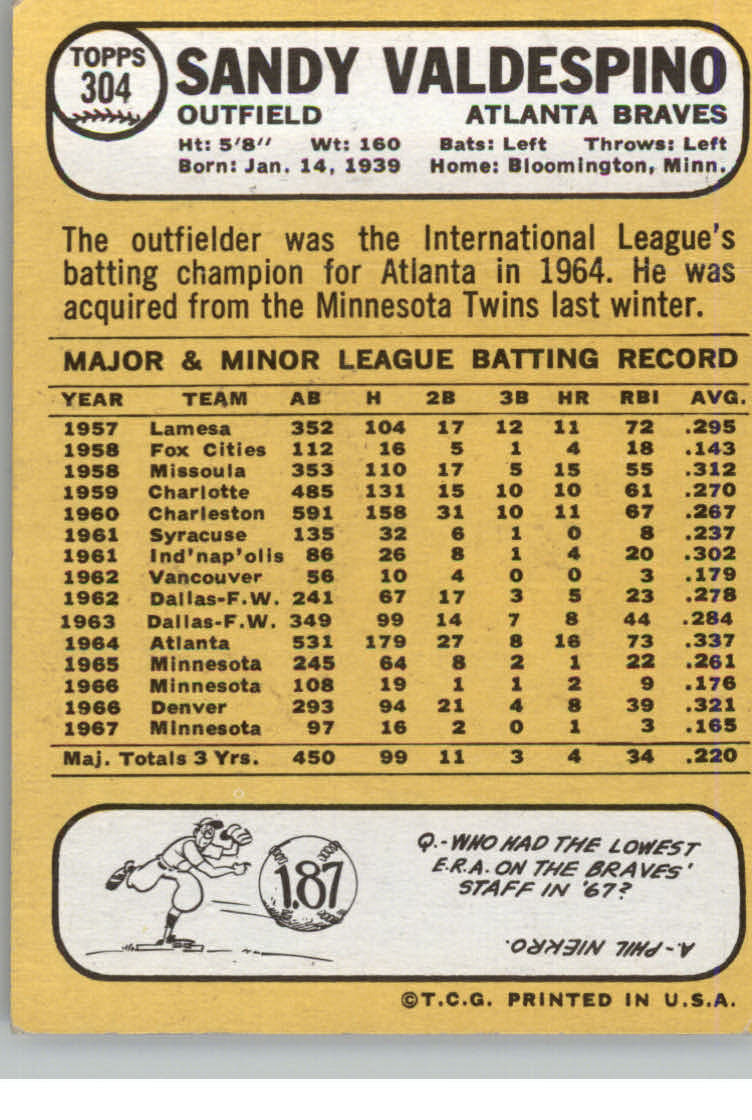 TOPPS
304
SANDY VALDESPINO
OUTFIELD ATLANTA BRAVES
Ht: 5'8" Wt: 160 Bats: Left Throws: Left
Born: Jan. 14, 1939 Home: Bloomington, Minn.
The outfielder was the International League's
batting champion for Atlanta in 1964. He was
acquired from the Minnesota Twins last winter.
MAJOR & MINOR LEAGUE BATTING RECORD
YEAR TEAM AB H 2B 3B HR RBI AVG.
1957 Lamesa 352 104 17 12 11 72 .295
1958 Fox Cities 112 16 5 1 4 18 .143
1958 Missoula 353 110 17 5 15 55 .312
1959 Charlotte 485 131 15 10 10 61 .270
1960 Charleston 591 158 31 10 11 67 .267
1961 Syracuse 135 32 6 1 0 8 .237
1961 Ind'nap'olis 86 26 8 1 4 20 .302
1962 Vancouver 56 10 4 0 0 3 .179
1962 Dallas-F.W. 241 67 17 3 5 23 .278
1963 Dallas-F.W. 349 99 14 7 8 44 .284
1964 Atlanta 531 179 27 8 16 73 .337
1965 Minnesota 245 64 8 2 1 22 .261
1966 Minnesota 108 19 1 1 2 9 .176
1966 Denver 293 94 21 4 8 39 .321
1967 Minnesota 97 16 2 0 1 3 .165
Maj. Totals 3 Yrs. 450 99 11 3 4 34 .220
1.87
Q.-WHO HAD THE LOWEST
E.R.A. ON THE BRAVES'
STAFF IN '67?
A.-PHIL NIEKRO.
©T.C.G. PRINTED IN U.S.A.